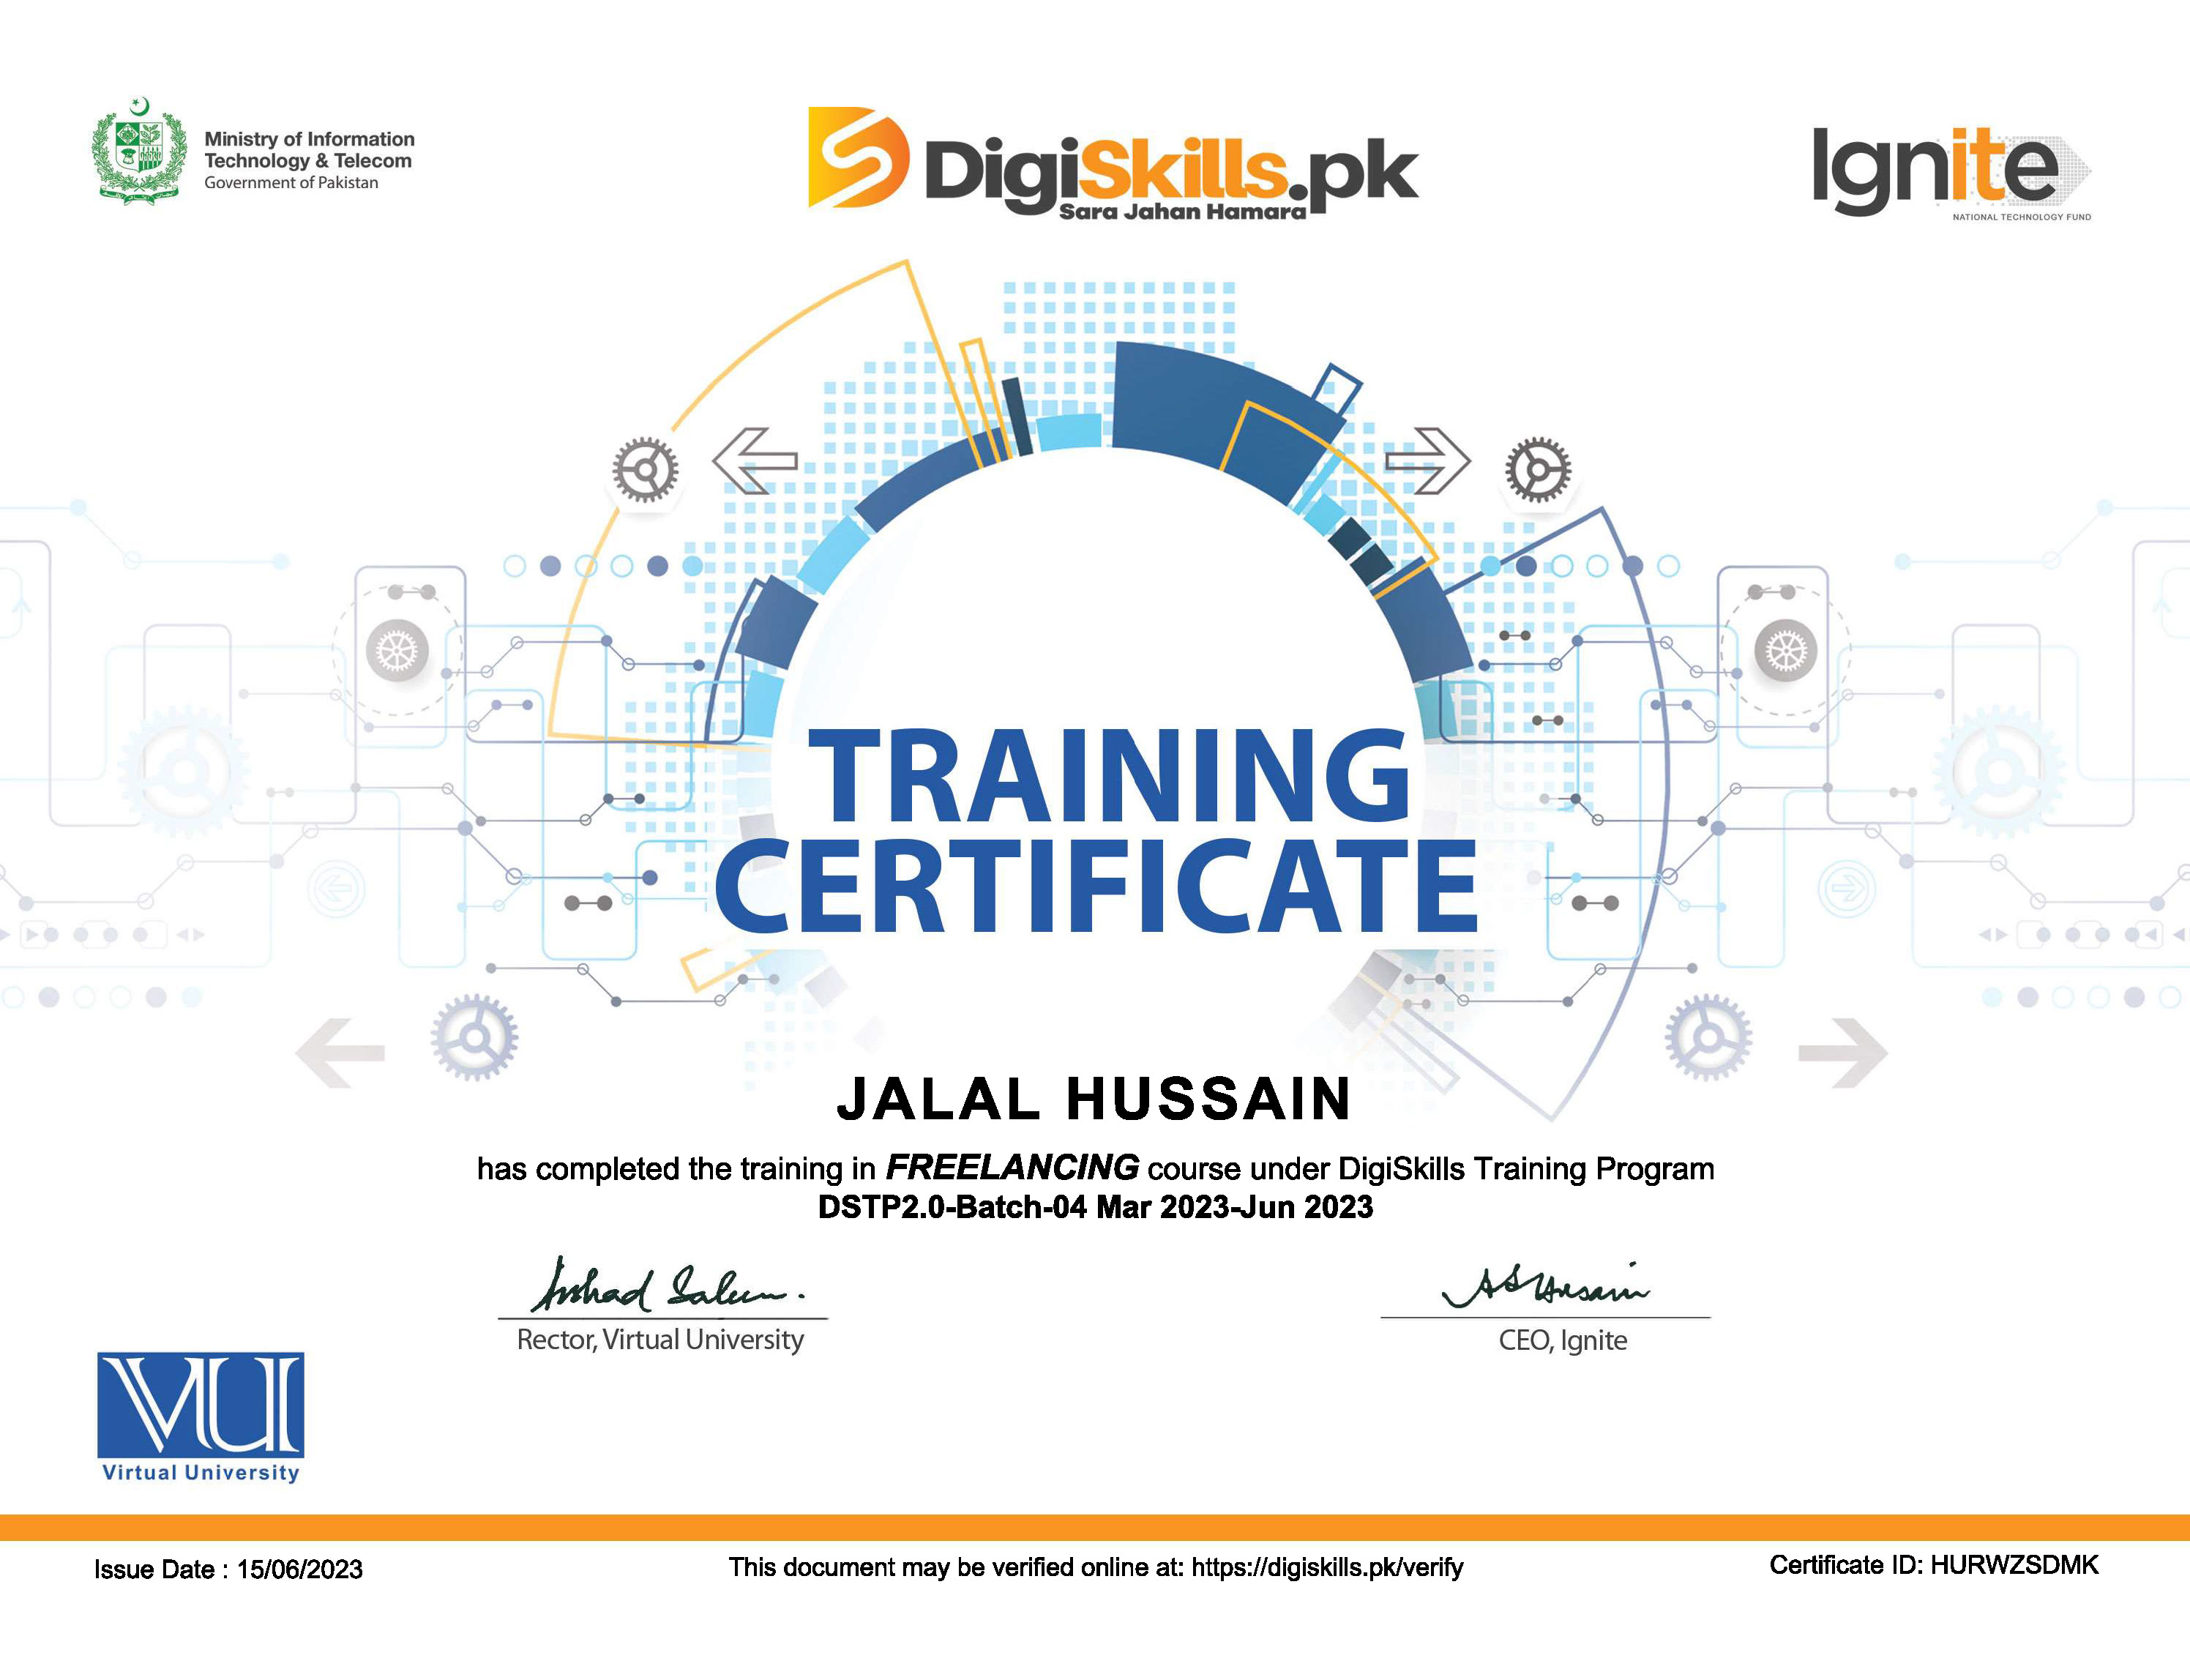 Ministry of Information
Technology & Telecom
Government of Pakistan
DigiSkills.pk
Sara Jahan Hamara
Ignite
NATIONAL TECHNOLOGY FUND
TRAINING
CERTIFICATE
JALAL HUSSAIN
has completed the training in FREELANCING course under DigiSkills Training Program
DSTP2.0-Batch-04 Mar 2023-Jun 2023
Arshad Saleem.
ASHusain
Rector, Virtual University
CEO, Ignite
VU
Virtual University
Issue Date : 15/06/2023
This document may be verified online at: https://digiskills.pk/verify
Certificate ID: HURWZSDMK